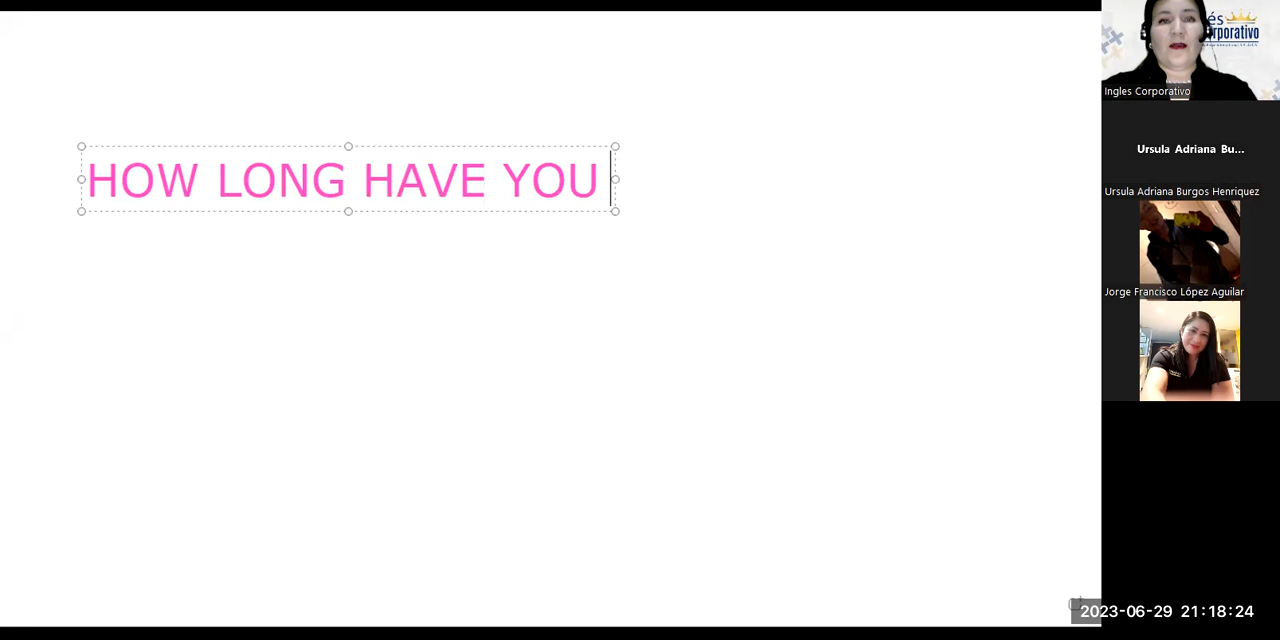 HOW LONG HAVE YOU
Ingles Corporativo
Ursula Adriana Bu...
Ursula Adriana Burgos Henriquez
Jorge Francisco López Aguilar
2023-06-29 21:18:24